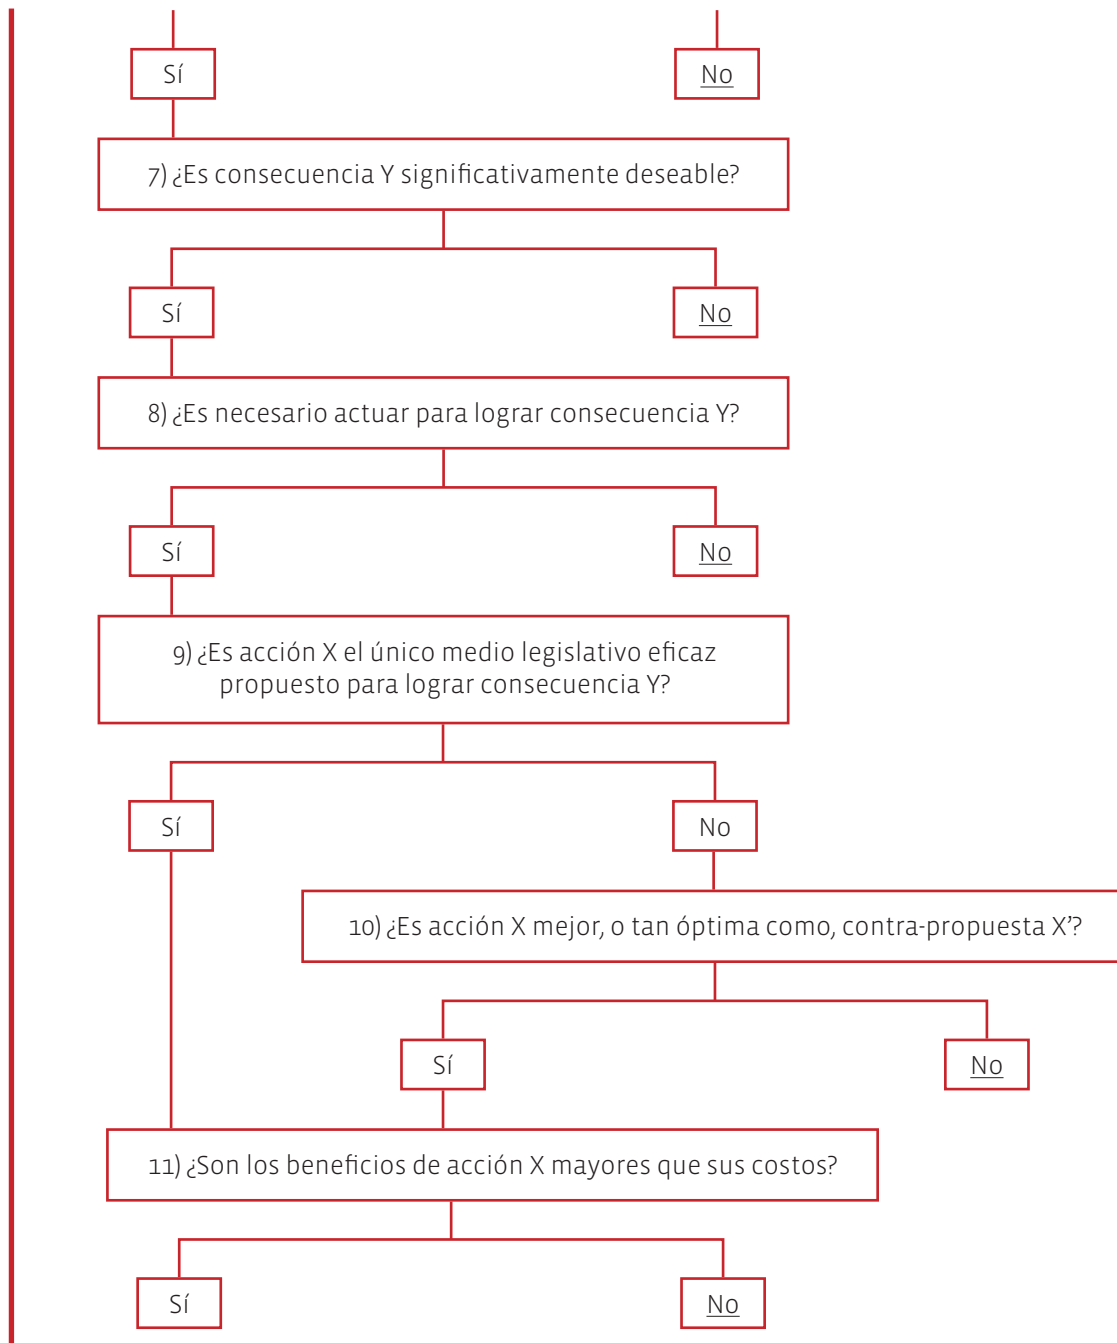 Sí
No
7) ¿Es consecuencia Y significativamente deseable?
Sí
No
8) ¿Es necesario actuar para lograr consecuencia Y?
Sí
No
9) ¿Es acción X el único medio legislativo eficaz
propuesto para lograr consecuencia Y?
Sí
No
10) ¿Es acción X mejor, o tan óptima como, contra-propuesta X’?
Sí
No
11) ¿Son los beneficios de acción X mayores que sus costos?
Sí
No